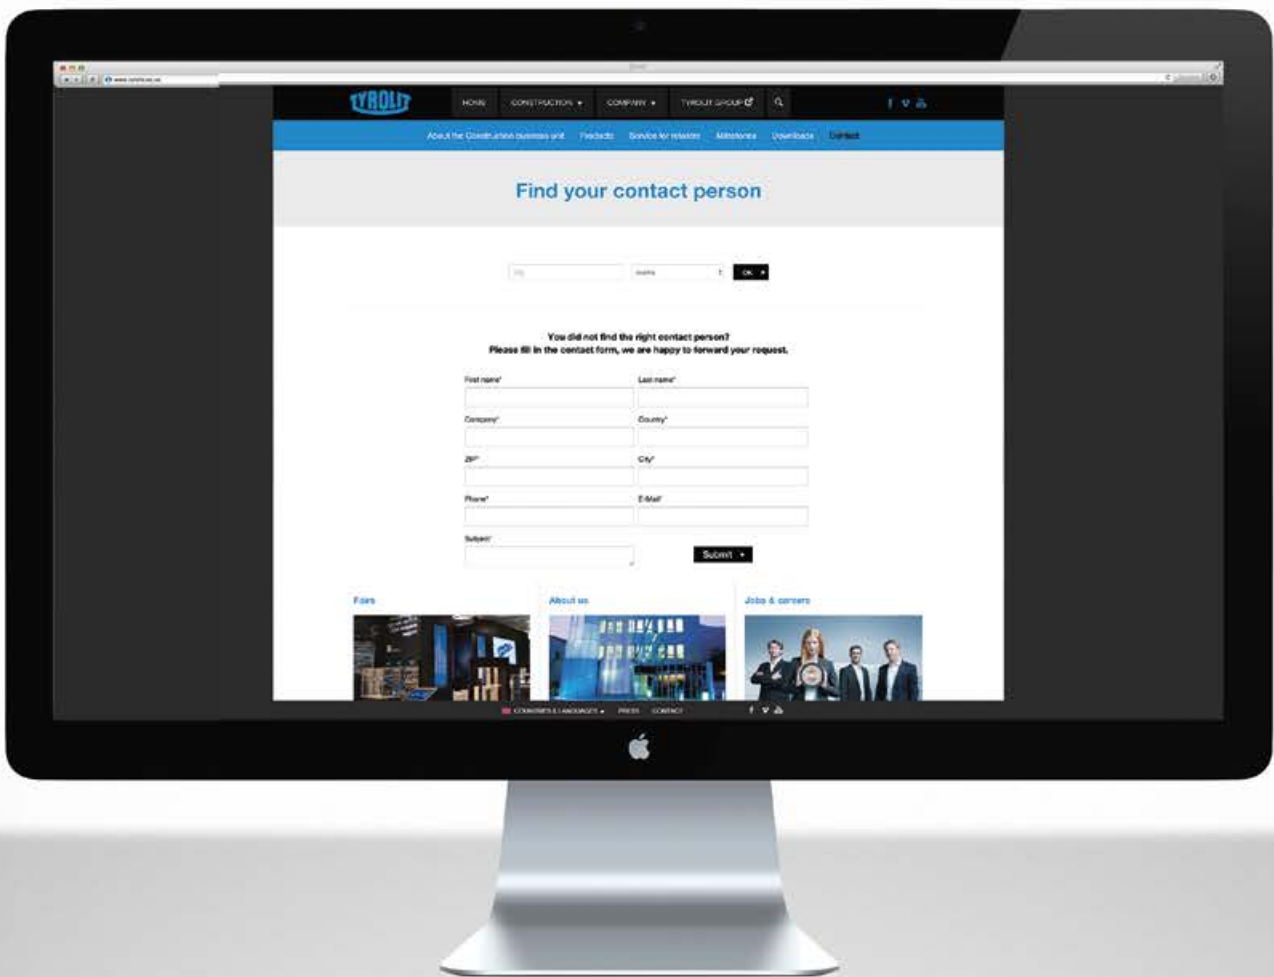 TYROLIT
HOME CONSTRUCTION COMPANY TYROLIT GROUP
About the Construction business unit Products Service for retailer Milestones Downloads Contact
Find your contact person
OK
You did not find the right contact person?
Please fill in the contact form, we are happy to forward your request.
First name* Last name*
Company* Country*
ZIP* City*
Phone* E-Mail*
Subject*
Submit
Fairs About us Jobs & careers
COUNTRIES & LANGUAGES PRESS CONTACT